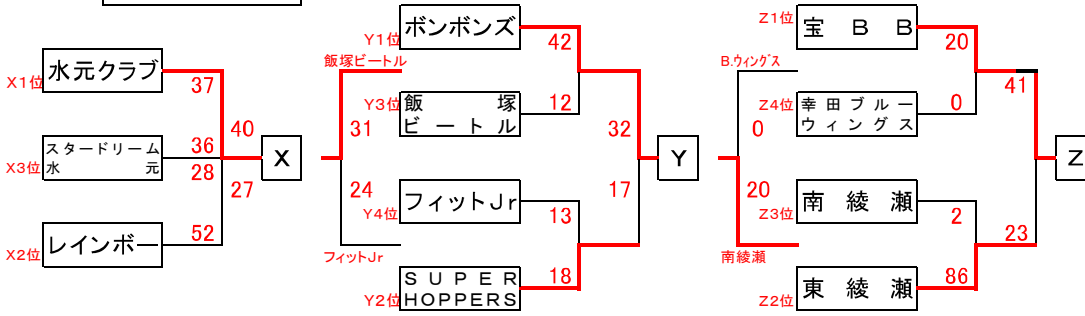 水元クラブ
X1位
37
40
スタードリーム
水元
X3位
36
28
X
27
レインボー
X2位
52
ボンボンズ
Y1位
42
飯塚ビートル
Y3位
飯塚
ビートル
12
31
32
Y
24
17
Y4位
フィットJr
13
フィットJr
SUPER
HOPPERS
Y2位
18
宝BB
Z1位
20
B.ウィングス
41
Z4位
幸田ブルー
ウィングス
0
0
Z
20
Z3位
南綾瀬
2
23
南綾瀬
Z2位
東綾瀬
86